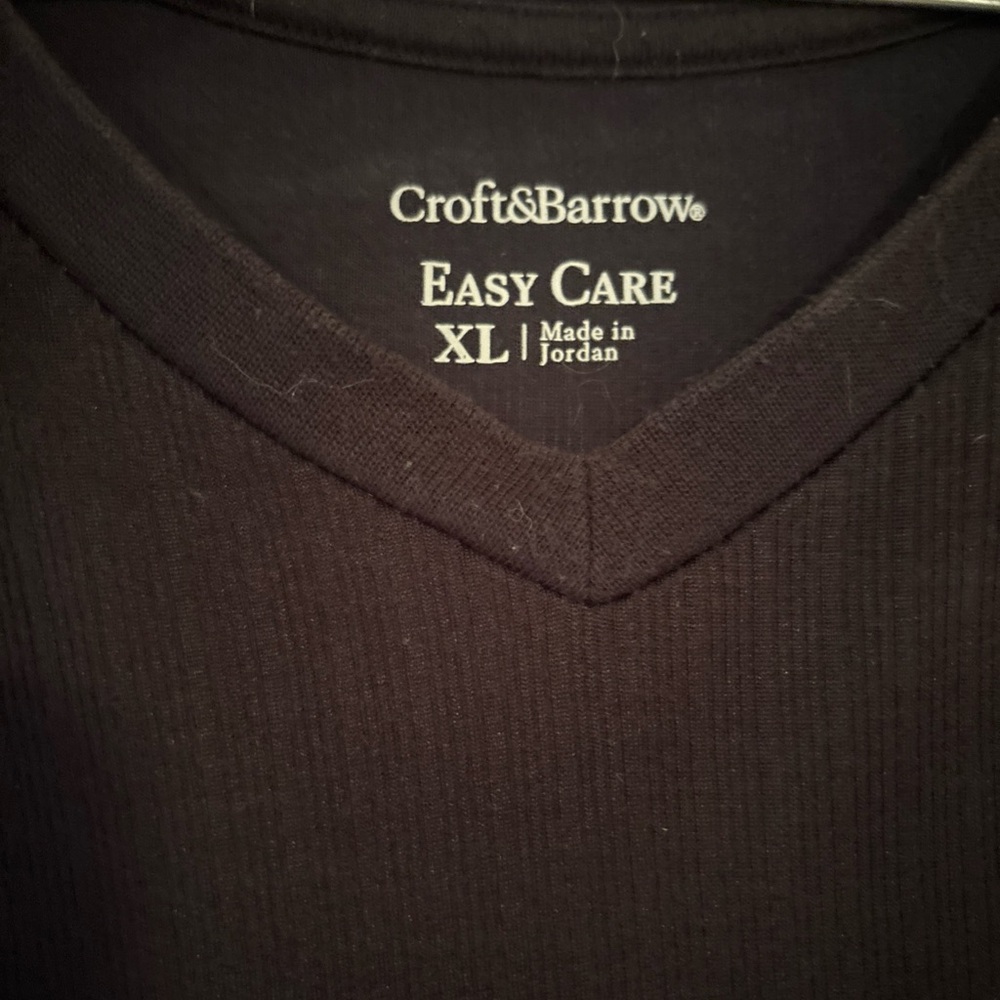 Croft&Barrow®
EASY CARE
XL | Made in
Jordan